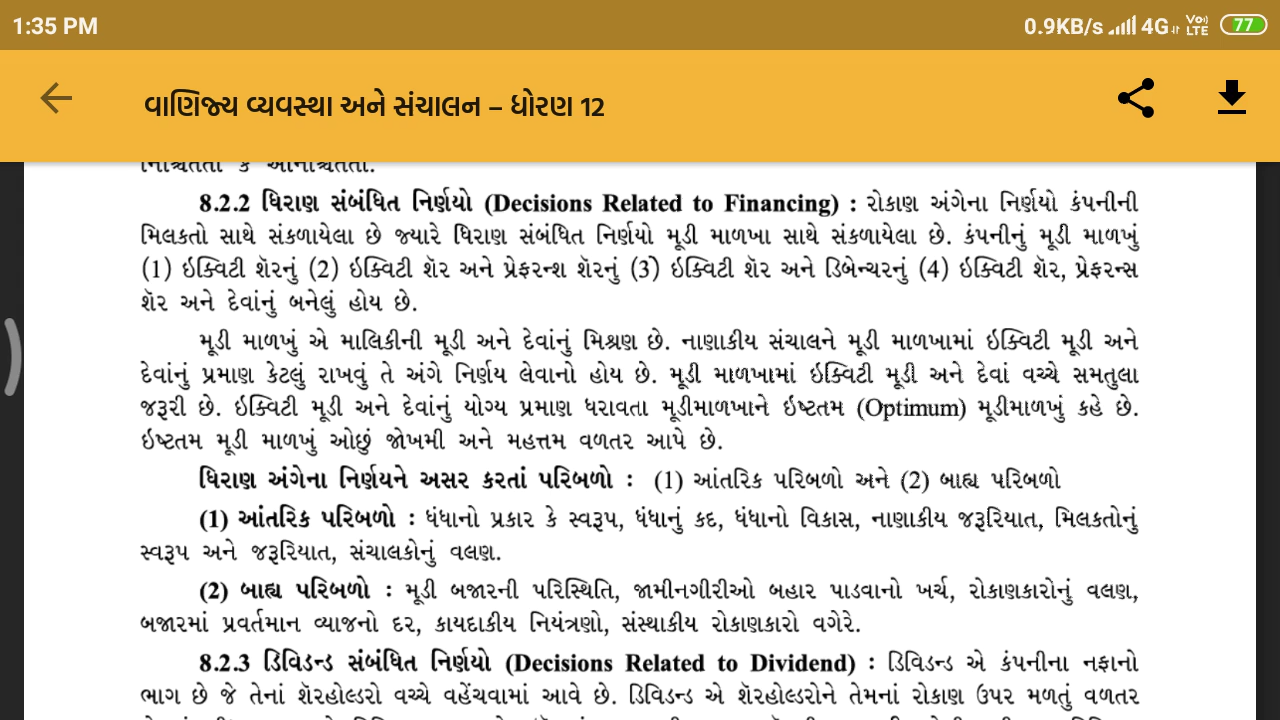 1:35 PM
0.9KB/s 4G Vo) LTE 77
વાણિજ્ય વ્યવસ્થા અને સંચાલન – ધોરણ 12
8.2.2 ધિરાણ સંબંધિત નિર્ણયો (Decisions Related to Financing) : રોકાણ અંગેના નિર્ણયો કંપનીની
મિલકતો સાથે સંકળાયેલા છે જ્યારે ધિરાણ સંબંધિત નિર્ણયો મૂડી માળખા સાથે સંકળાયેલા છે. કંપનીનું મૂડી માળખું
(1) ઇક્વિટી શૅરનું (2) ઇક્વિટી શૅર અને પ્રેફરન્શ શૅરનું (3) ઇક્વિટી શૅર અને ડિબેન્ચરનું (4) ઇક્વિટી શૅર, પ્રેફરન્સ
શૅર અને દેવાંનું બનેલું હોય છે.
મૂડી માળખું એ માલિકીની મૂડી અને દેવાંનું મિશ્રણ છે. નાણાકીય સંચાલને મૂડી માળખામાં ઇક્વિટી મૂડી અને
દેવાંનું પ્રમાણ કેટલું રાખવું તે અંગે નિર્ણય લેવાનો હોય છે. મૂડી માળખામાં ઇક્વિટી મૂડી અને દેવાં વચ્ચે સમતુલા
જરૂરી છે. ઇક્વિટી મૂડી અને દેવાંનું યોગ્ય પ્રમાણ ધરાવતા મૂડીમાળખાને ઇષ્ટતમ (Optimum) મૂડીમાળખું કહે છે.
ઇષ્ટતમ મૂડી માળખું ઓછું જોખમી અને મહત્તમ વળતર આપે છે.
ધિરાણ અંગેના નિર્ણયને અસર કરતાં પરિબળો : (1) આંતરિક પરિબળો અને (2) બાહ્ય પરિબળો
(1) આંતરિક પરિબળો : ધંધાનો પ્રકાર કે સ્વરૂપ, ધંધાનું કદ, ધંધાનો વિકાસ, નાણાકીય જરૂરિયાત, મિલકતોનું
સ્વરૂપ અને જરૂરિયાત, સંચાલકોનું વલણ.
(2) બાહ્ય પરિબળો : મૂડી બજારની પરિસ્થિતિ, જામીનગીરીઓ બહાર પાડવાનો ખર્ચ, રોકાણકારોનું વલણ,
બજારમાં પ્રવર્તમાન વ્યાજનો દર, કાયદાકીય નિયંત્રણો, સંસ્થાકીય રોકાણકારો વગેરે.
8.2.3 ડિવિડન્ડ સંબંધિત નિર્ણયો (Decisions Related to Dividend) : ડિવિડન્ડ એ કંપનીના નફાનો
ભાગ છે જે તેનાં શૅરહોલ્ડરો વચ્ચે વહેંચવામાં આવે છે. ડિવિડન્ડ એ શૅરહોલ્ડરોને તેમનાં રોકાણ ઉપર મળતું વળતર